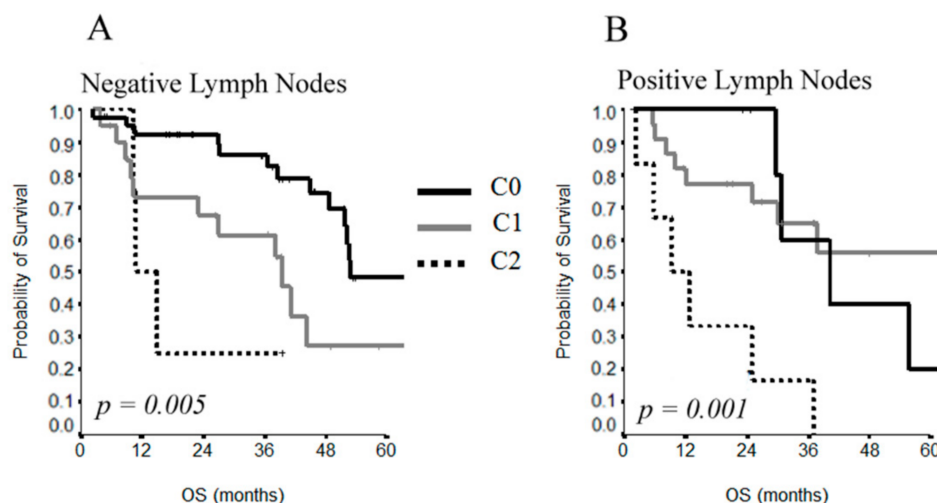 A
Negative Lymph Nodes
Probability of Survival
1.0
0.9
0.8
0.7
0.6
0.5
0.4
0.3
0.2
0.1
0.0
p = 0.005
0 12 24 36 48 60
OS (months)
C0
C1
C2
B
Positive Lymph Nodes
Probability of Survival
1.0
0.9
0.8
0.7
0.6
0.5
0.4
0.3
0.2
0.1
0.0
p = 0.001
0 12 24 36 48 60
OS (months)